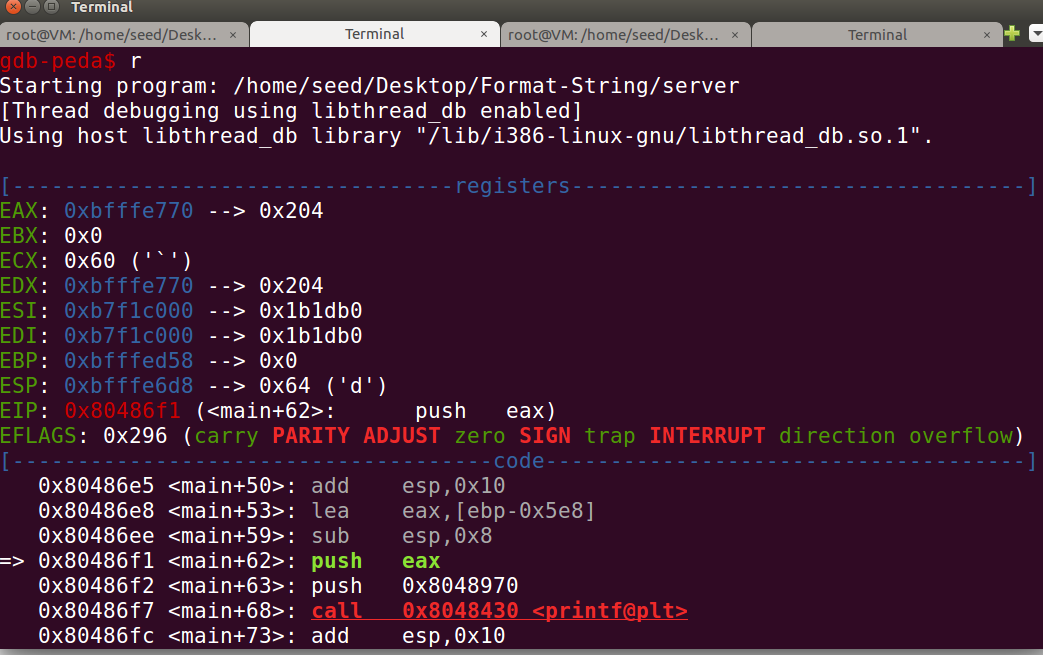 Terminal
root@VM: /home/seed/Desk... × Terminal × root@VM: /home/seed/Desk... × Terminal ×
gdb-peda$ r
Starting program: /home/seed/Desktop/Format-String/server
[Thread debugging using libthread_db enabled]
Using host libthread_db library "/lib/i386-linux-gnu/libthread_db.so.1".
[----------------------------------registers-----------------------------------]
EAX: 0xbfffe770 --> 0x204
EBX: 0x0
ECX: 0x60 ('`')
EDX: 0xbfffe770 --> 0x204
ESI: 0xb7f1c000 --> 0x1b1db0
EDI: 0xb7f1c000 --> 0x1b1db0
EBP: 0xbfffed58 --> 0x0
ESP: 0xbfffe6d8 --> 0x64 ('d')
EIP: 0x80486f1 (<main+62>: push eax)
EFLAGS: 0x296 (carry PARITY ADJUST zero SIGN trap INTERRUPT direction overflow)
[-------------------------------------code-------------------------------------]
0x80486e5 <main+50>: add esp,0x10
0x80486e8 <main+53>: lea eax,[ebp-0x5e8]
0x80486ee <main+59>: sub esp,0x8
=> 0x80486f1 <main+62>: push eax
0x80486f2 <main+63>: push 0x8048970
0x80486f7 <main+68>: call 0x8048430 <printf@plt>
0x80486fc <main+73>: add esp,0x10